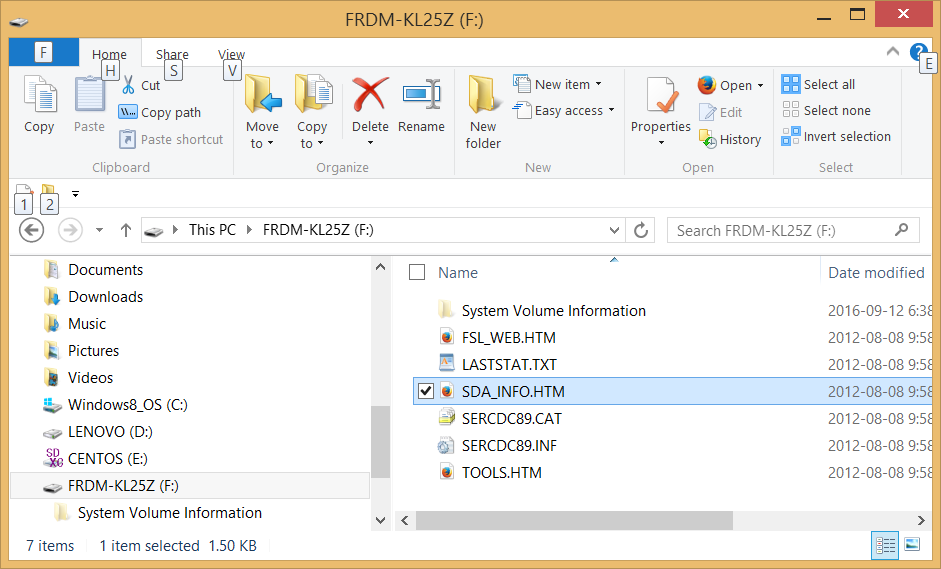 FRDM-KL25Z (F:)
F
Home
Share
View
H
S
V
E
Copy
Paste
Cut
Copy path
Paste shortcut
Clipboard
Move to
Copy to
Delete
Rename
Organize
New folder
New item
Easy access
New
Properties
Open
Edit
History
Open
Select all
Select none
Invert selection
Select
1
2
This PC
FRDM-KL25Z (F:)
Search FRDM-KL25Z (F:)
Documents
Downloads
Music
Pictures
Videos
Windows8_OS (C:)
LENOVO (D:)
SD XC CENTOS (E:)
FRDM-KL25Z (F:)
System Volume Information
Name
Date modified
System Volume Information 2016-09-12 6:38
FSL_WEB.HTM 2012-08-08 9:58
LASTSTAT.TXT 2012-08-08 9:58
SDA_INFO.HTM 2012-08-08 9:58
SERCDC89.CAT 2012-08-08 9:58
SERCDC89.INF 2012-08-08 9:58
TOOLS.HTM 2012-08-08 9:58
7 items 1 item selected 1.50 KB